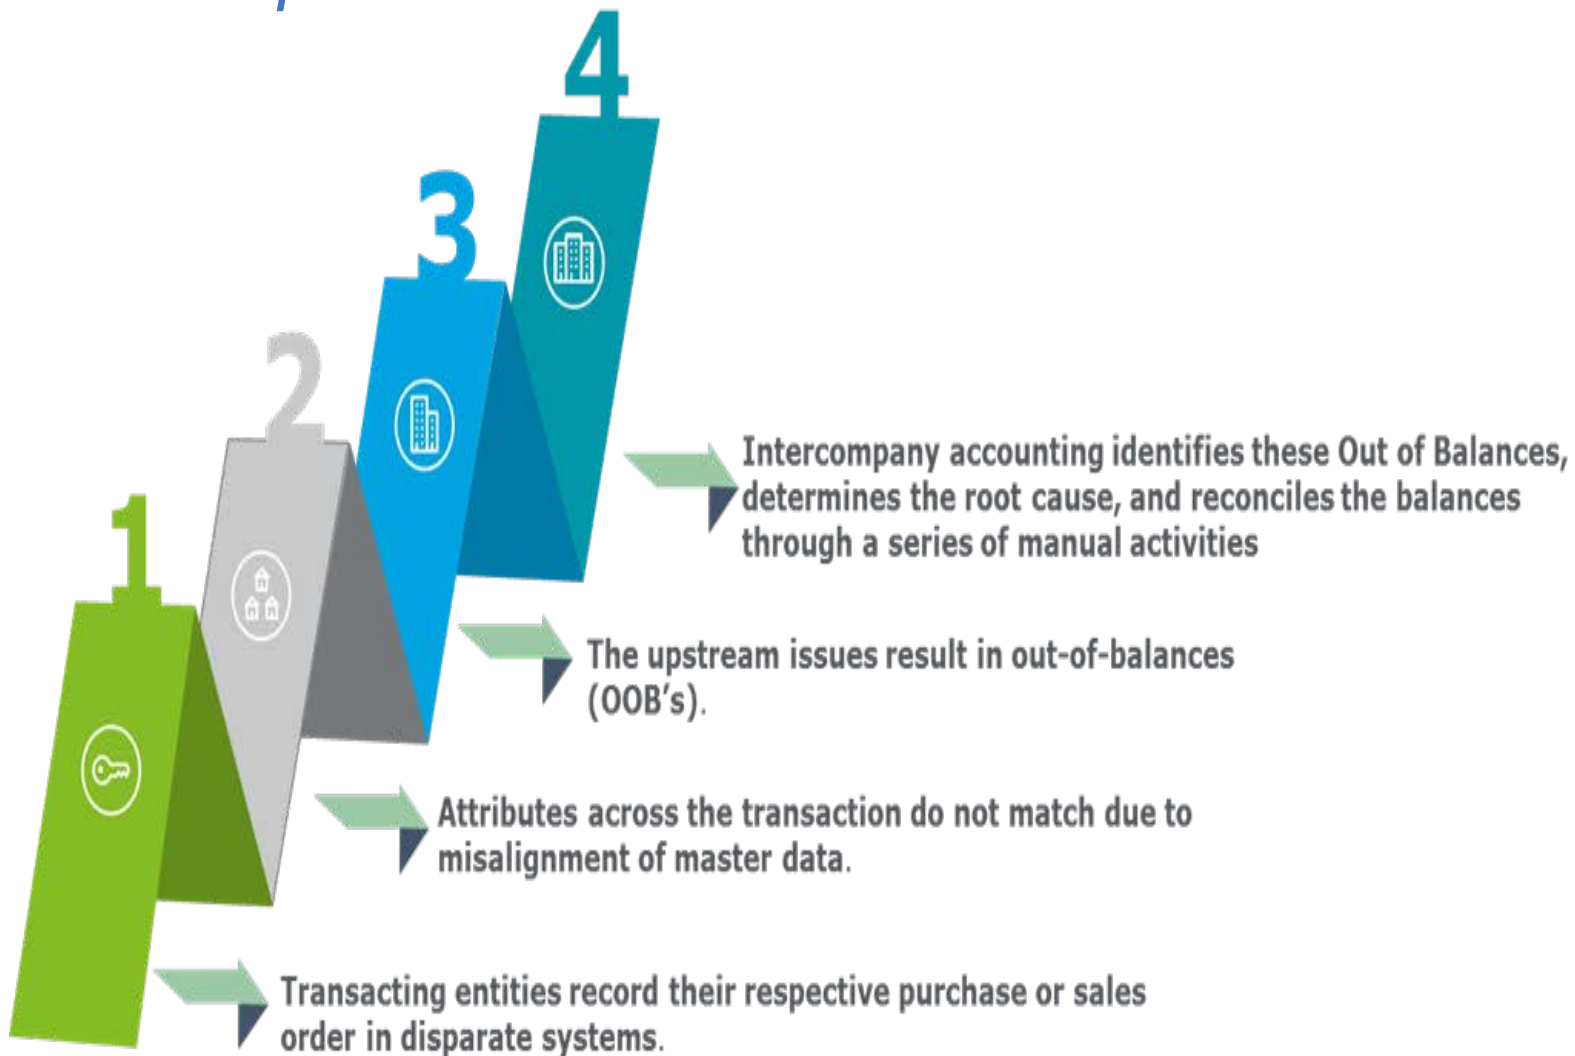 4
3
2
1
Intercompany accounting identifies these Out of Balances,
determines the root cause, and reconciles the balances
through a series of manual activities
The upstream issues result in out-of-balances
(OOB's).
Attributes across the transaction do not match due to
misalignment of master data.
Transacting entities record their respective purchase or sales
order in disparate systems.